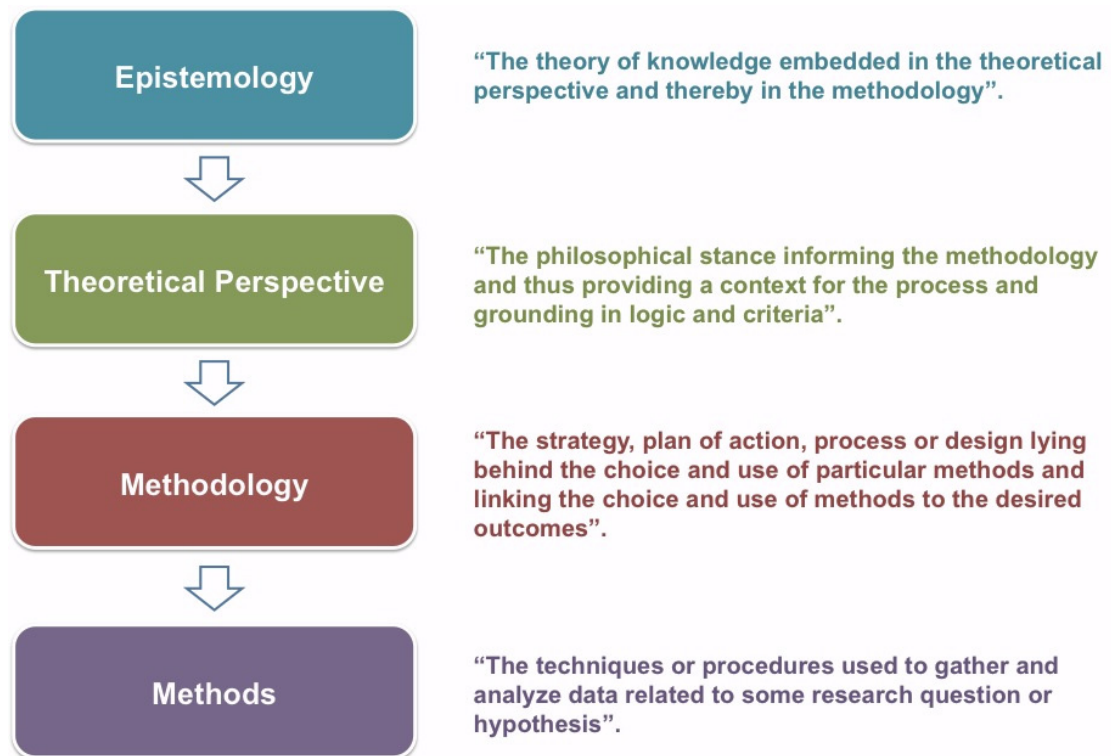 Epistemology
“The theory of knowledge embedded in the theoretical
perspective and thereby in the methodology”.
Theoretical Perspective
“The philosophical stance informing the methodology
and thus providing a context for the process and
grounding in logic and criteria”.
Methodology
“The strategy, plan of action, process or design lying
behind the choice and use of particular methods and
linking the choice and use of methods to the desired
outcomes”.
Methods
“The techniques or procedures used to gather and
analyze data related to some research question or
hypothesis”.